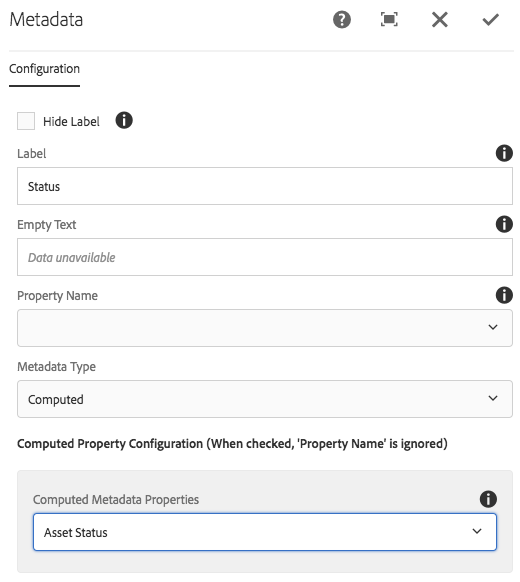 Metadata
Configuration
Hide Label
Label
Status
Empty Text
Data unavailable
Property Name
Metadata Type
Computed
Computed Property Configuration (When checked, 'Property Name' is ignored)
Computed Metadata Properties
Asset Status